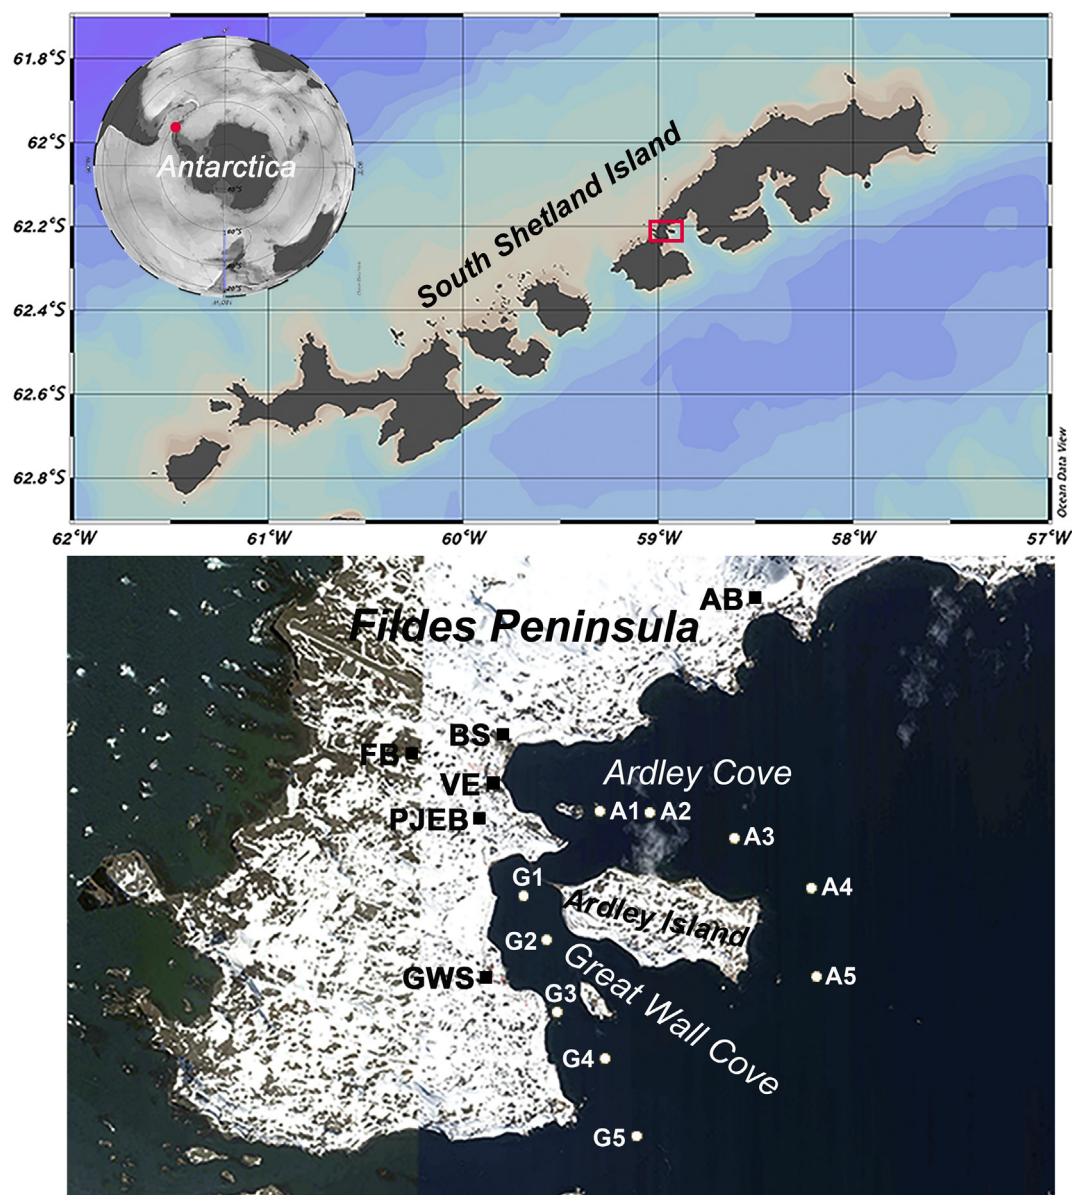 61.8°S
62°S
62.2°S
62.4°S
62.6°S
62.8°S
Antarctica
South Shetland Island
Ocean Data View
62°W
61°W
60°W
59°W
58°W
57°W
AB
Fildes Peninsula
BS
FB
VE
PJEB
Ardley Cove
A1
A2
A3
A4
A5
G1
Ardley Island
G2
Great Wall Cove
GWS
G3
G4
G5